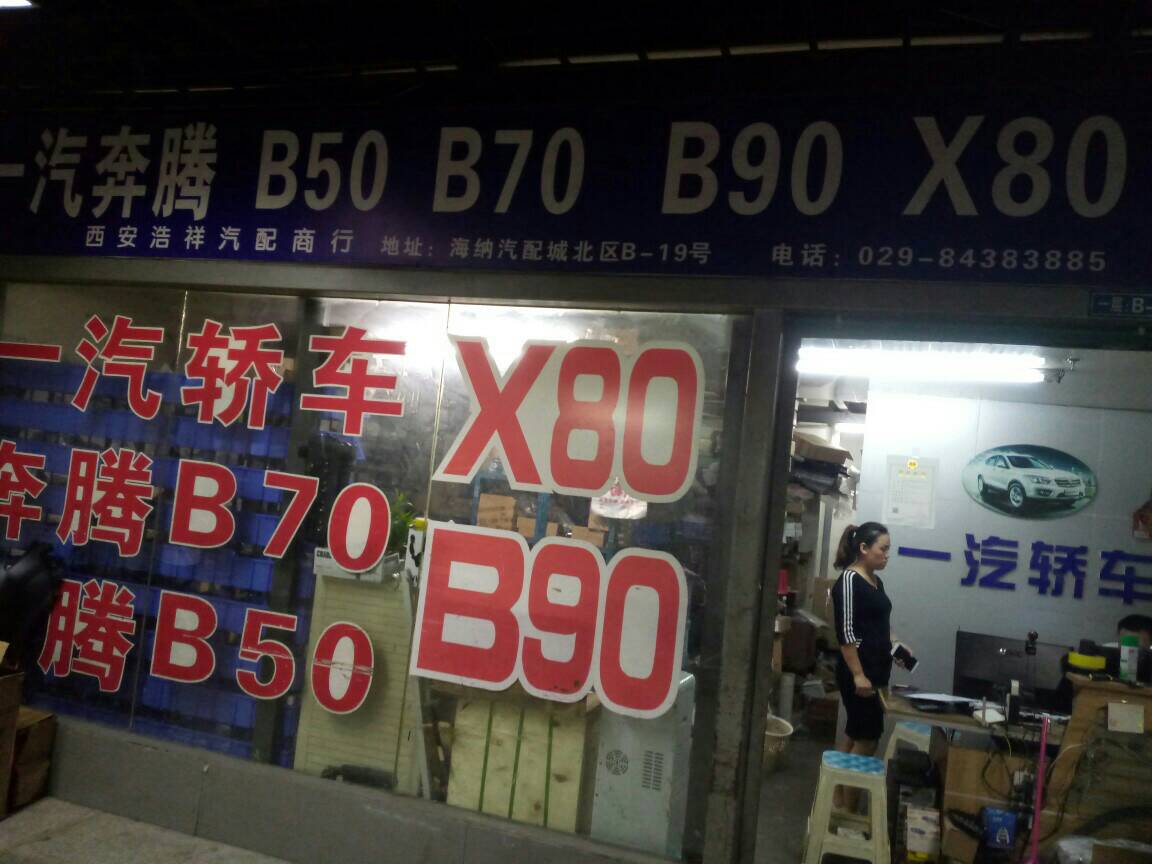 一汽奔腾 B50 B70 B90 X80
西安浩祥汽配商行 地址：海纳汽配城北区B-19号 电话：029-84383885
一层·B-
一汽轿车 X80
奔腾B70
腾B50
B90
一汽轿车